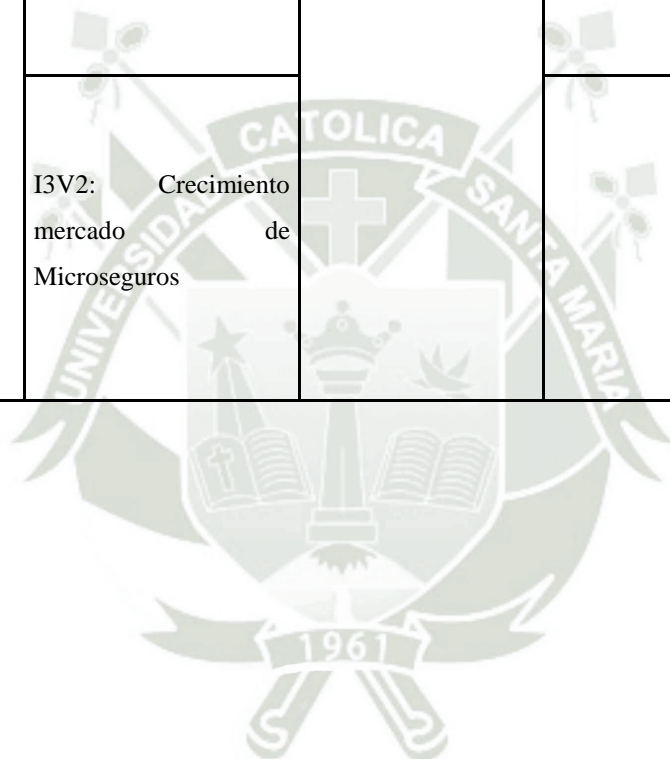 I3V2: Crecimiento
mercado de
Microseguros
UNIVERSIDAD CATOLICA SANTA MARIA
1961